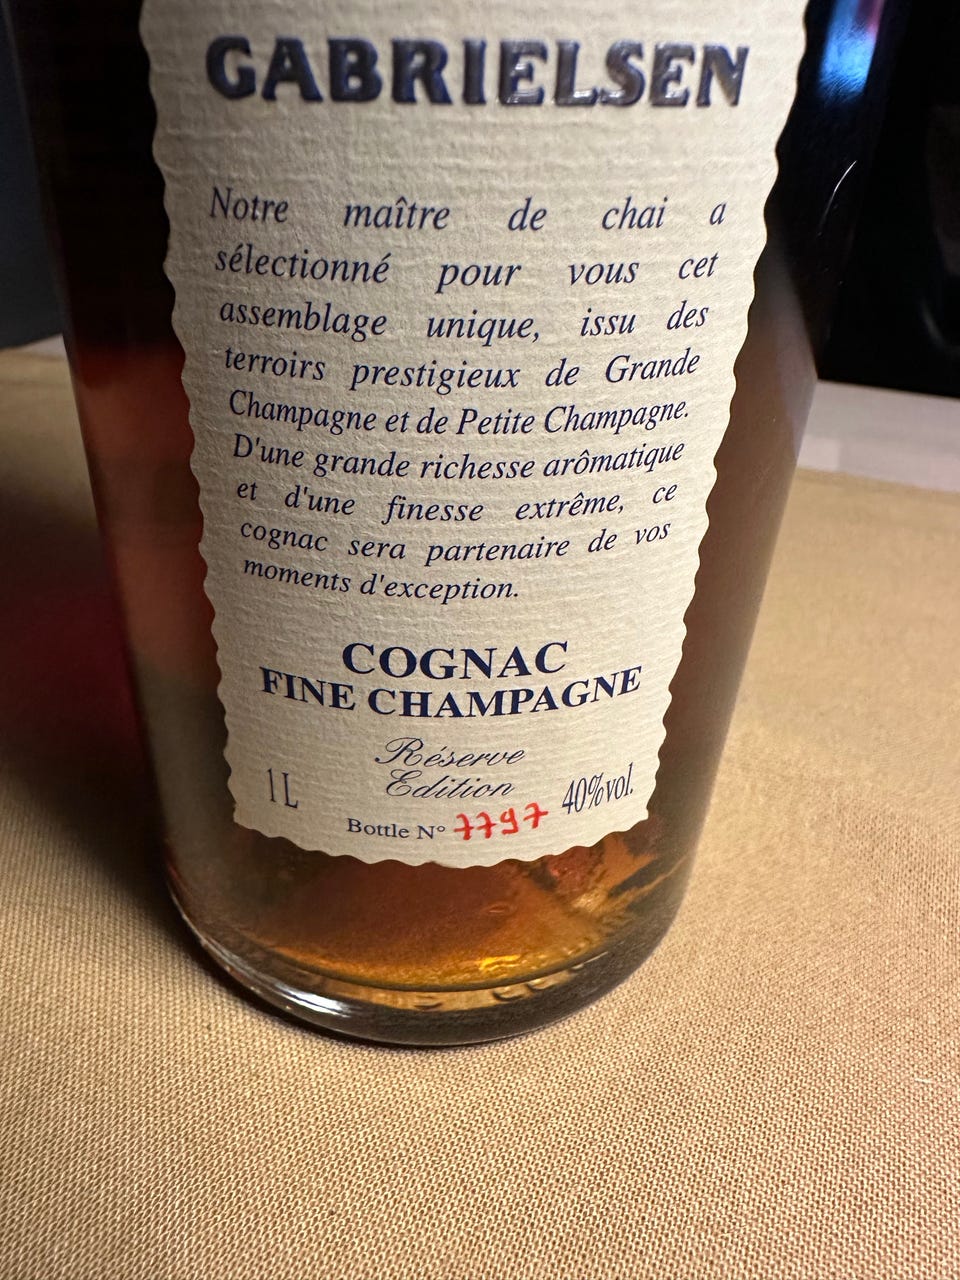 GABRIELSEN
Notre maître de chai a
sélectionné pour vous cet
assemblage unique, issu des
terroirs prestigieux de Grande
Champagne et de Petite Champagne.
D'une grande richesse arômatique
et d'une finesse extrême, ce
cognac sera partenaire de vos
moments d'exception.
COGNAC
FINE CHAMPAGNE
Réserve
Edition
1 L
40%vol.
Bottle N° 7797